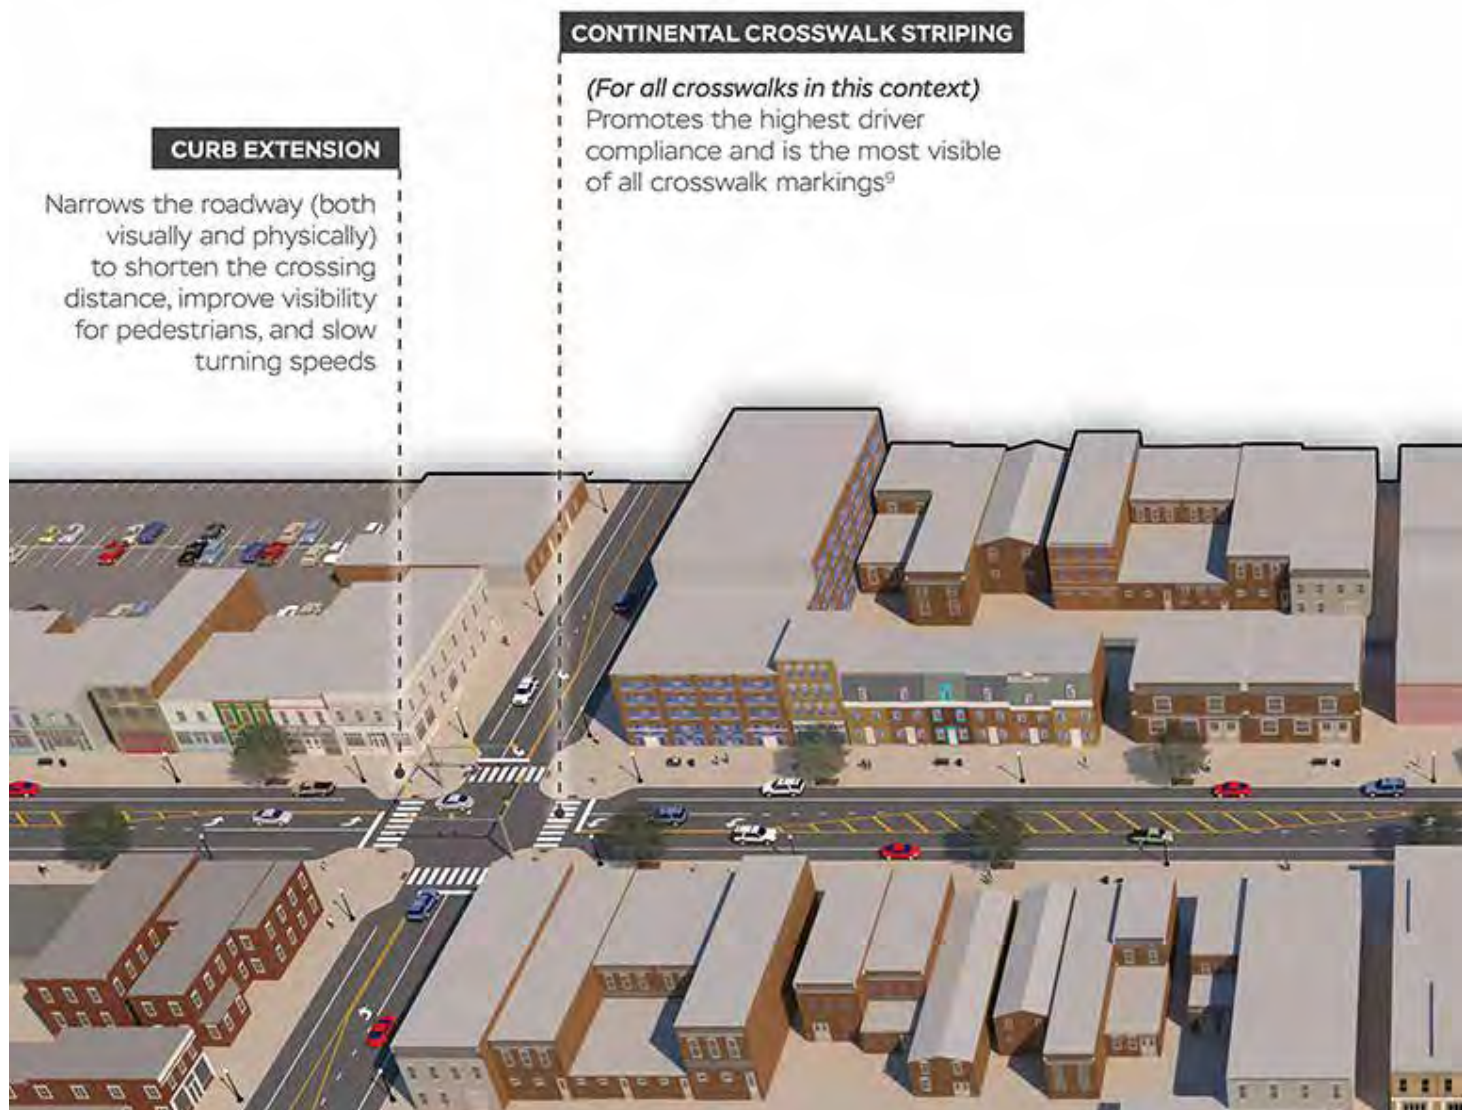 CONTINENTAL CROSSWALK STRIPING
(For all crosswalks in this context)
Promotes the highest driver
compliance and is the most visible
of all crosswalk markings⁹
CURB EXTENSION
Narrows the roadway (both
visually and physically)
to shorten the crossing
distance, improve visibility
for pedestrians, and slow
turning speeds